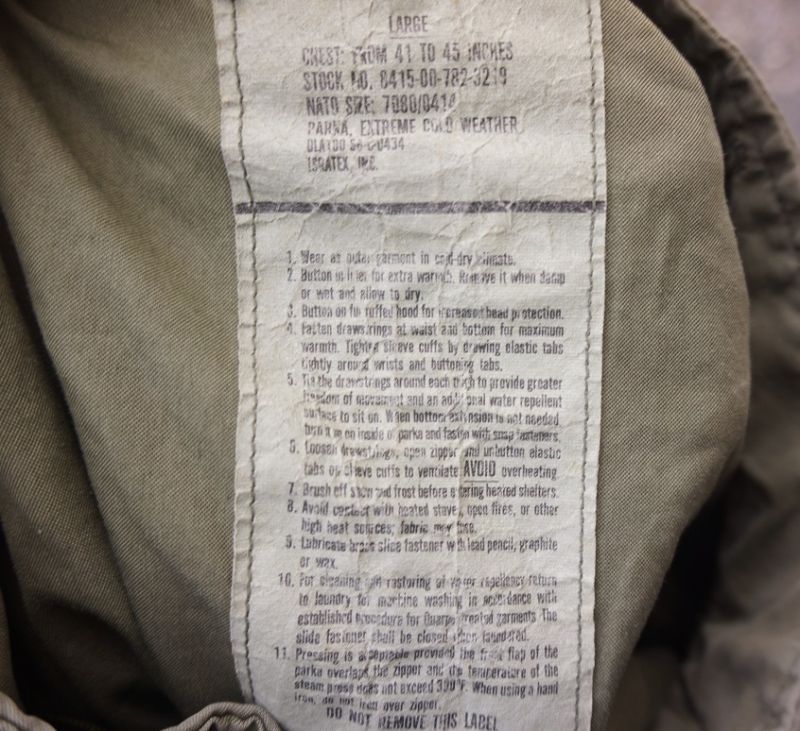 LARGE
CHEST: FROM 41 TO 45 INCHES
STOCK NO. 8415-00-782-3219
NATO SIZE: 7080/0414
PARKA, EXTREME COLD WEATHER
ISRATEX, INC.
1. Wear as outer garment in cold-dry climate.
2. Button in liner for extra warmth. Remove it when damp
or wet and allow to dry.
3. Button on fur ruffed hood for increased head protection.
4. Fasten drawstrings at waist and bottom for maximum
warmth. Tighten sleeve cuffs by drawing elastic tabs
tightly around wrists and buttoning tabs.
5. Tie the drawstrings around each thigh to provide greater
freedom of movement and an additional water repellent
surface to sit on. When bottom extension is not needed
turn it up on inside of parka and fasten with snap fasteners.
6. Loosen drawstrings, open zipper and unbutton elastic
tabs on sleeve cuffs to ventilate AVOID overheating
7. Brush off snow and frost before entering heated shelters.
8. Avoid contact with heated stove, open fires, or other
high heat sources; fabric may fuse.
9. Lubricate brass slide fastener with lead pencil, graphite
or wax.
10. For cleaning and restoring of water repellency return
to laundry for machine washing in accordance with
established procedure for Quarpel treated garments. The
slide fastener shall be closed when laundered.
11. Pressing is acceptable provided the front flap of the
parka overlaps the zipper and the temperature of the
steam press does not exceed 300°F. When using a hand
iron, do not iron over zipper.
DO NOT REMOVE THIS LABEL